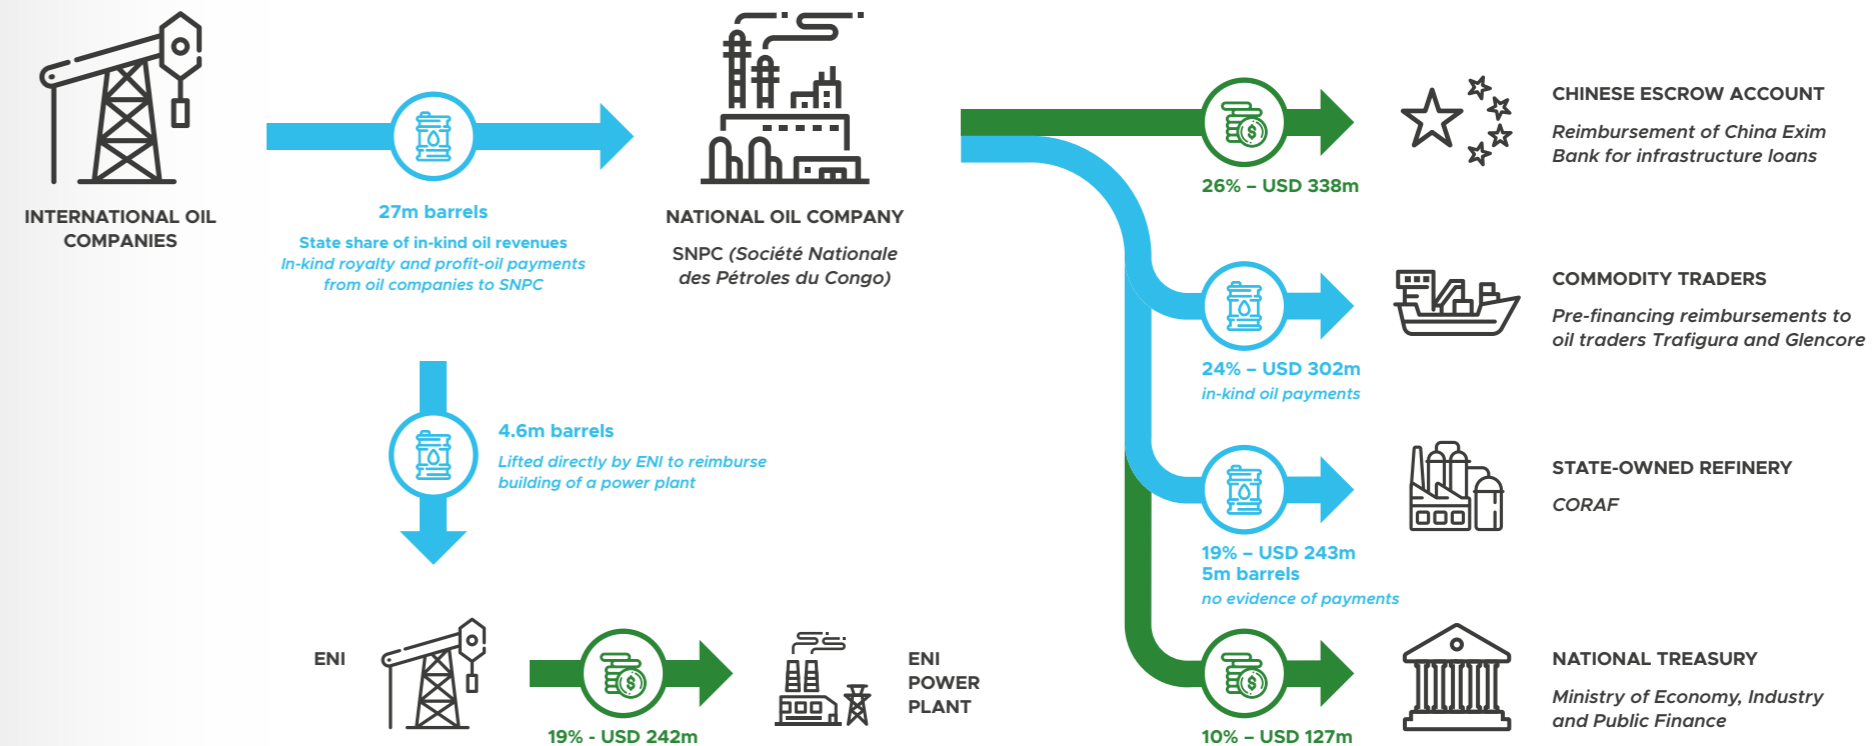 INTERNATIONAL OIL
COMPANIES
27m barrels
State share of in-kind oil revenues
In-kind royalty and profit-oil payments
from oil companies to SNPC
NATIONAL OIL COMPANY
SNPC (Société Nationale
des Pétroles du Congo)
4.6m barrels
Lifted directly by ENI to reimburse
building of a power plant
ENI
19% - USD 242m
ENI
POWER
PLANT
26% – USD 338m
CHINESE ESCROW ACCOUNT
Reimbursement of China Exim
Bank for infrastructure loans
24% – USD 302m
in-kind oil payments
COMMODITY TRADERS
Pre-financing reimbursements to
oil traders Trafigura and Glencore
19% – USD 243m
5m barrels
no evidence of payments
STATE-OWNED REFINERY
CORAF
10% – USD 127m
NATIONAL TREASURY
Ministry of Economy, Industry
and Public Finance